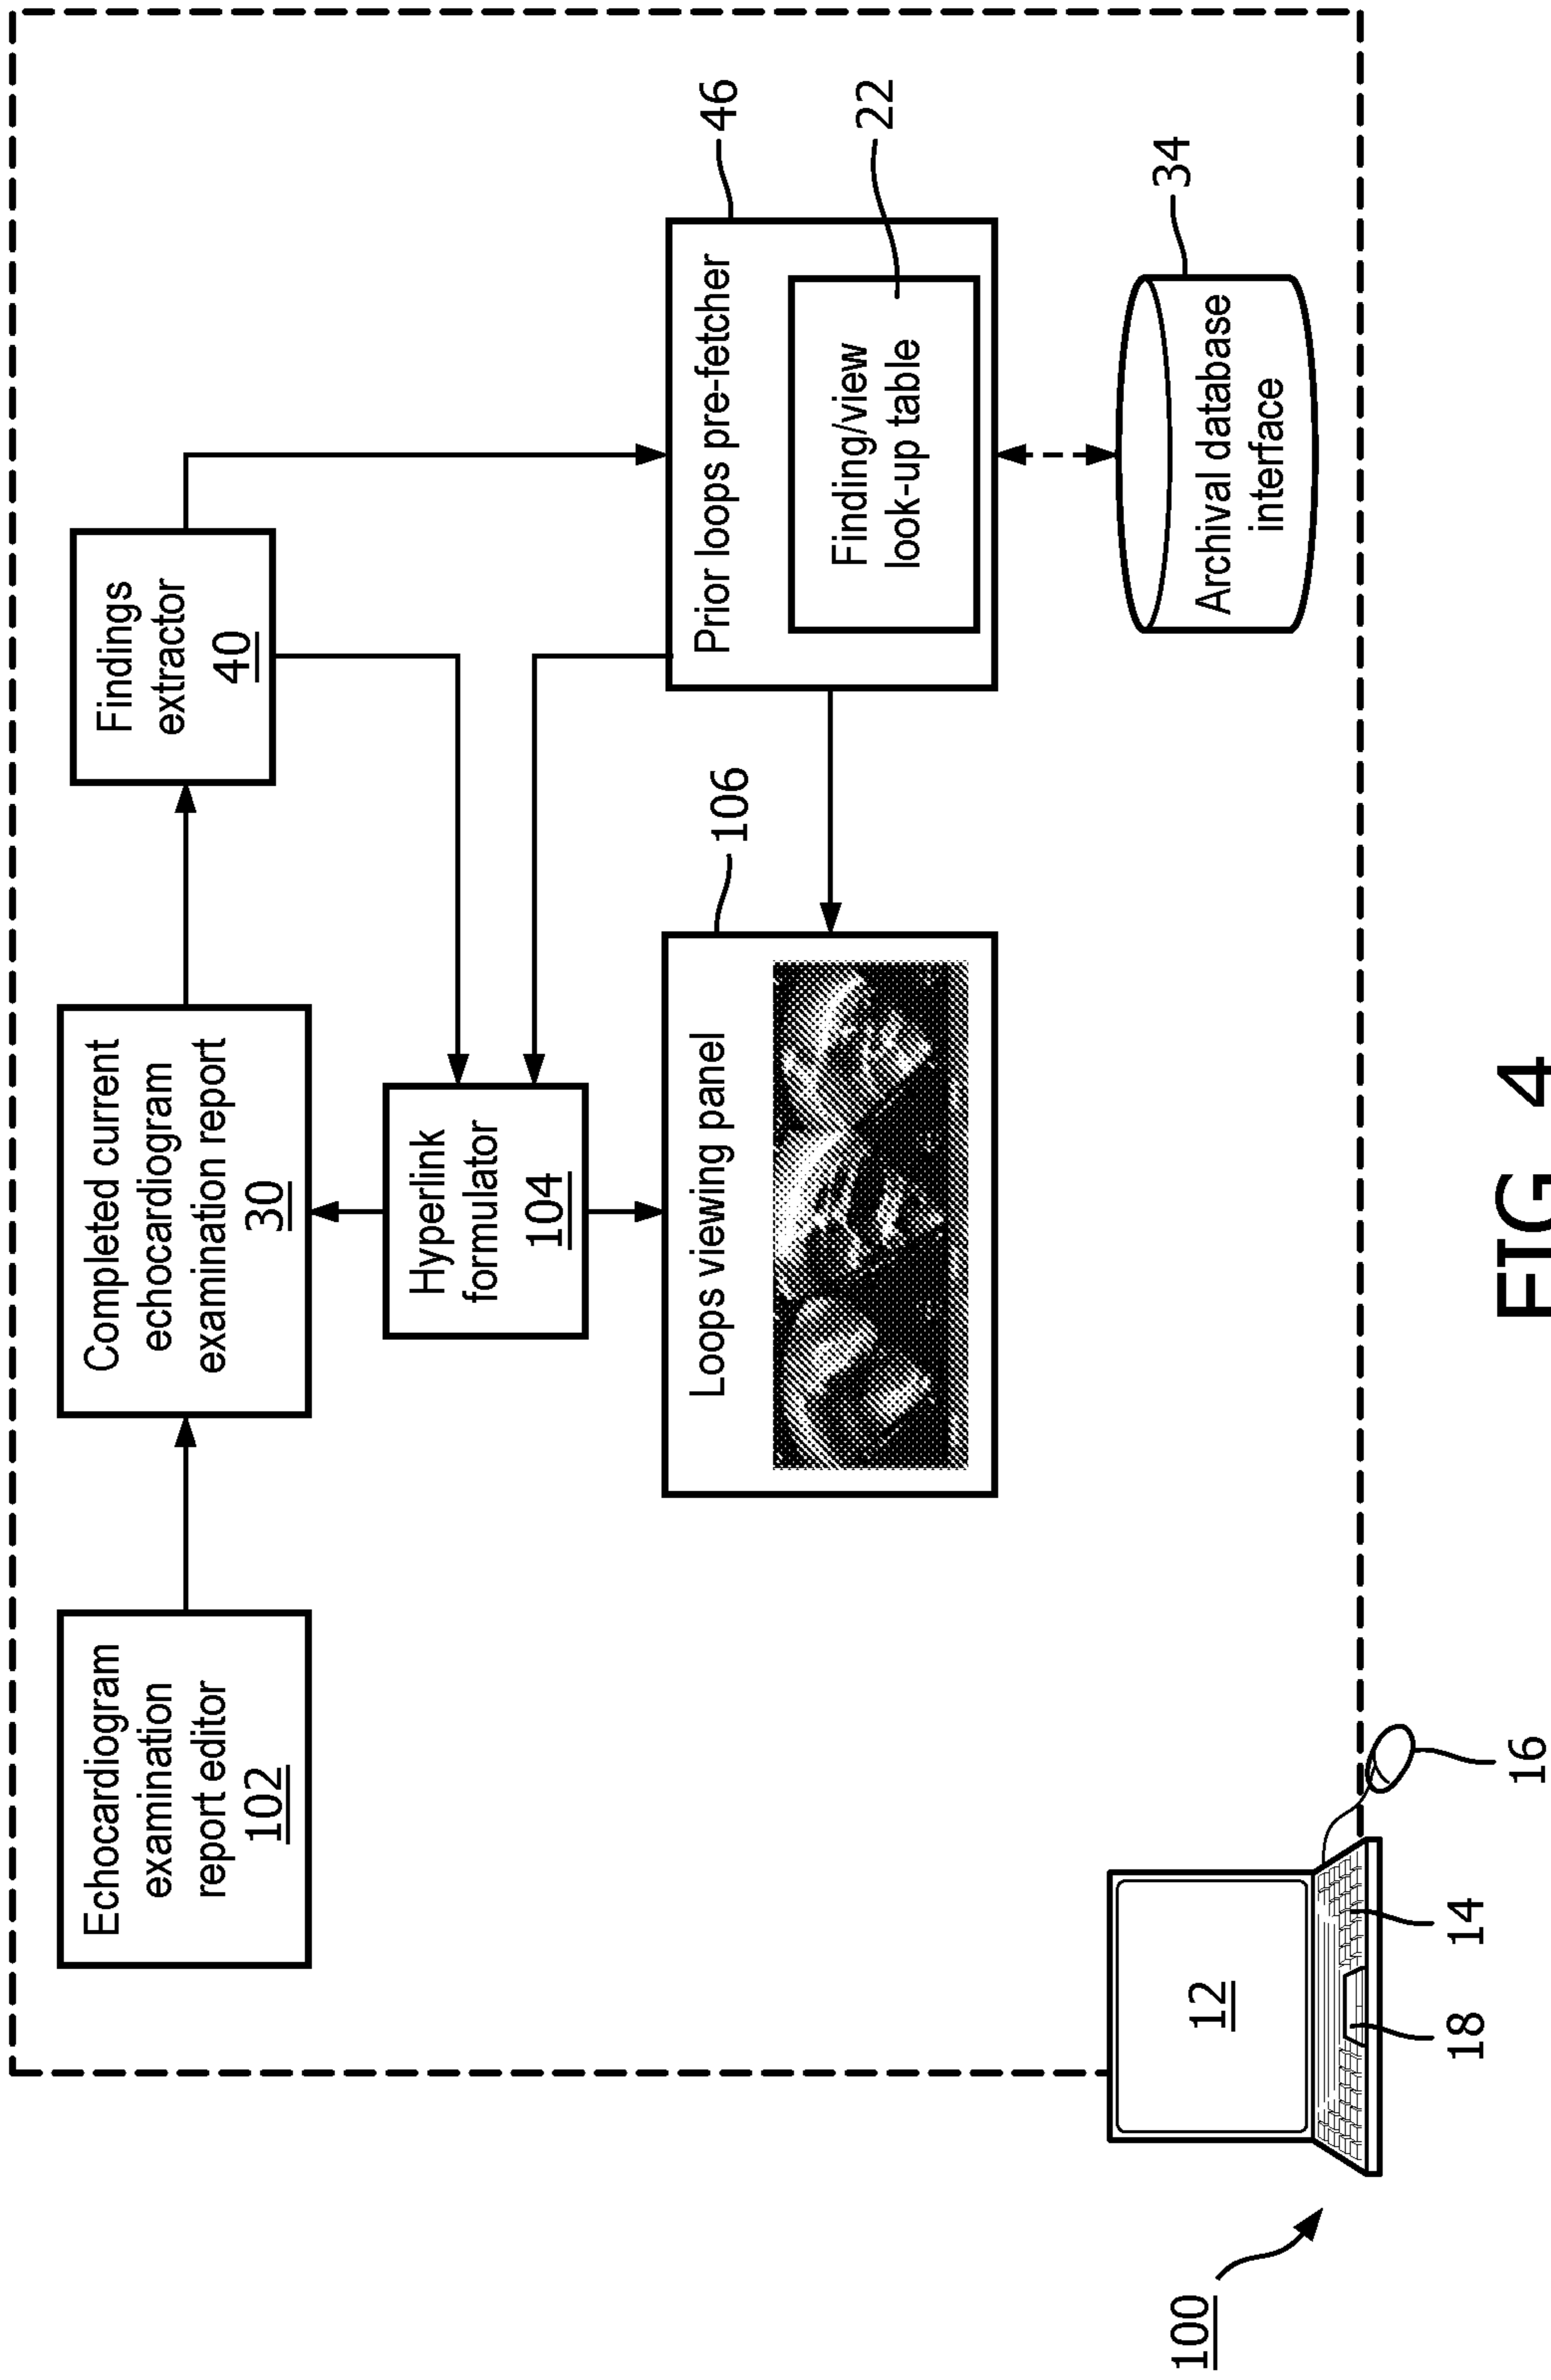 Echocardiogram
examination
report editor
102
Completed current
echocardiogram
examination report
30
Findings
extractor
40
Hyperlink
formulator
104
Loops viewing panel
106
Prior loops pre-fetcher
46
Finding/view
look-up table
22
Archival database
interface
34
12
14
16
18
100
FIG. 4